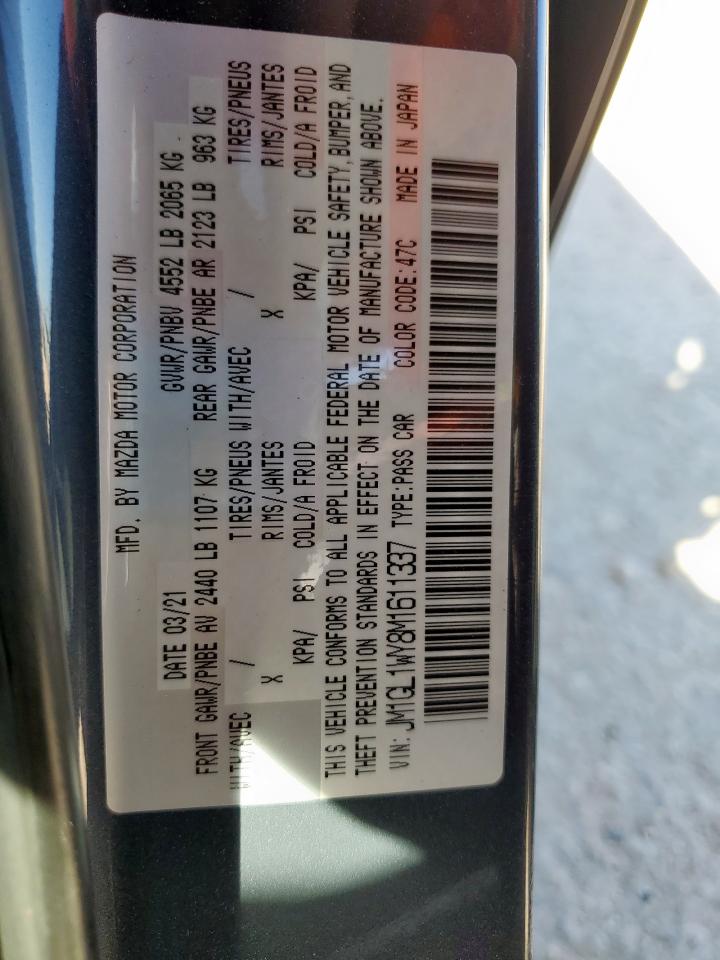 MFD. BY MAZDA MOTOR CORPORATION
DATE 03/21 GVWR/PNBV 4552 LB 2065 KG
FRONT GAWR/PNBE AV 2440 LB 1107 KG REAR GAWR/PNBE AR 2123 LB 963 KG
WITH/AVEC / TIRES/PNEUS WITH/AVEC / TIRES/PNEUS
X RIMS/JANTES X RIMS/JANTES
KPA/ PSI COLD/A FROID KPA/ PSI COLD/A FROID
THIS VEHICLE CONFORMS TO ALL APPLICABLE FEDERAL MOTOR VEHICLE SAFETY, BUMPER, AND
THEFT PREVENTION STANDARDS IN EFFECT ON THE DATE OF MANUFACTURE SHOWN ABOVE.
VIN: JM1GL1WY8M1611337 TYPE:PASS CAR COLOR CODE:47C MADE IN JAPAN